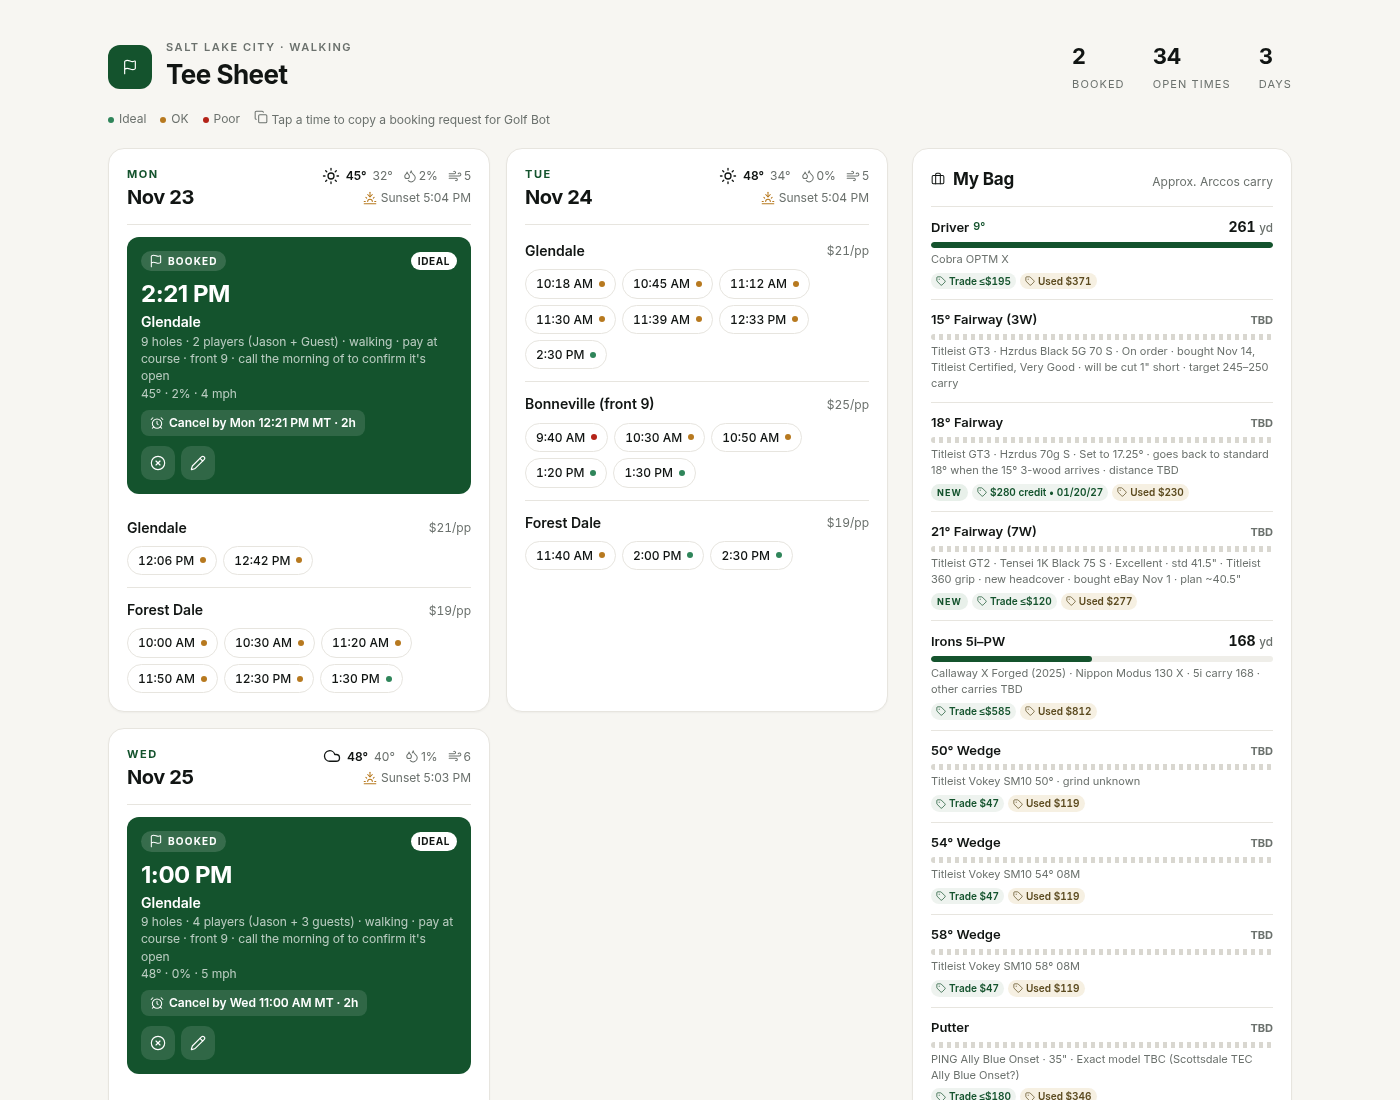 SALT LAKE CITY · WALKING
Tee Sheet
2
BOOKED
34
OPEN TIMES
3
DAYS
Ideal
OK
Poor
Tap a time to copy a booking request for Golf Bot
MON
Nov 23
45° 32° 2% 5
Sunset 5:04 PM
BOOKED
IDEAL
2:21 PM
Glendale
9 holes · 2 players (Jason + Guest) · walking · pay at
course · front 9 · call the morning of to confirm it's
open
45° · 2% · 4 mph
Cancel by Mon 12:21 PM MT · 2h
Glendale
$21/pp
12:06 PM
12:42 PM
Forest Dale
$19/pp
10:00 AM
10:30 AM
11:20 AM
11:50 AM
12:30 PM
1:30 PM
TUE
Nov 24
48° 34° 0% 5
Sunset 5:04 PM
Glendale
$21/pp
10:18 AM
10:45 AM
11:12 AM
11:30 AM
11:39 AM
12:33 PM
2:30 PM
Bonneville (front 9)
$25/pp
9:40 AM
10:30 AM
10:50 AM
1:20 PM
1:30 PM
Forest Dale
$19/pp
11:40 AM
2:00 PM
2:30 PM
WED
Nov 25
48° 40° 1% 6
Sunset 5:03 PM
BOOKED
IDEAL
1:00 PM
Glendale
9 holes · 4 players (Jason + 3 guests) · walking · pay at
course · front 9 · call the morning of to confirm it's
open
48° · 0% · 5 mph
Cancel by Wed 11:00 AM MT · 2h
My Bag
Approx. Arccos carry
Driver 9°
261 yd
Cobra OPTM X
Trade ≤$195
Used $371
15° Fairway (3W)
TBD
Titleist GT3 · Hzrdus Black 5G 70 S · On order · bought Nov 14,
Titleist Certified, Very Good · will be cut 1" short · target 245–250
carry
18° Fairway
TBD
Titleist GT3 · Hzrdus 70g S · Set to 17.25° · goes back to standard
18° when the 15° 3-wood arrives · distance TBD
NEW
$280 credit • 01/20/27
Used $230
21° Fairway (7W)
TBD
Titleist GT2 · Tensei 1K Black 75 S · Excellent · std 41.5" · Titleist
360 grip · new headcover · bought eBay Nov 1 · plan ~40.5"
NEW
Trade ≤$120
Used $277
Irons 5i–PW
168 yd
Callaway X Forged (2025) · Nippon Modus 130 X · 5i carry 168 ·
other carries TBD
Trade ≤$585
Used $812
50° Wedge
TBD
Titleist Vokey SM10 50° · grind unknown
Trade $47
Used $119
54° Wedge
TBD
Titleist Vokey SM10 54° 08M
Trade $47
Used $119
58° Wedge
TBD
Titleist Vokey SM10 58° 08M
Trade $47
Used $119
Putter
TBD
PING Ally Blue Onset · 35" · Exact model TBC (Scottsdale TEC
Ally Blue Onset?)
Trade ≤$180
Used $346